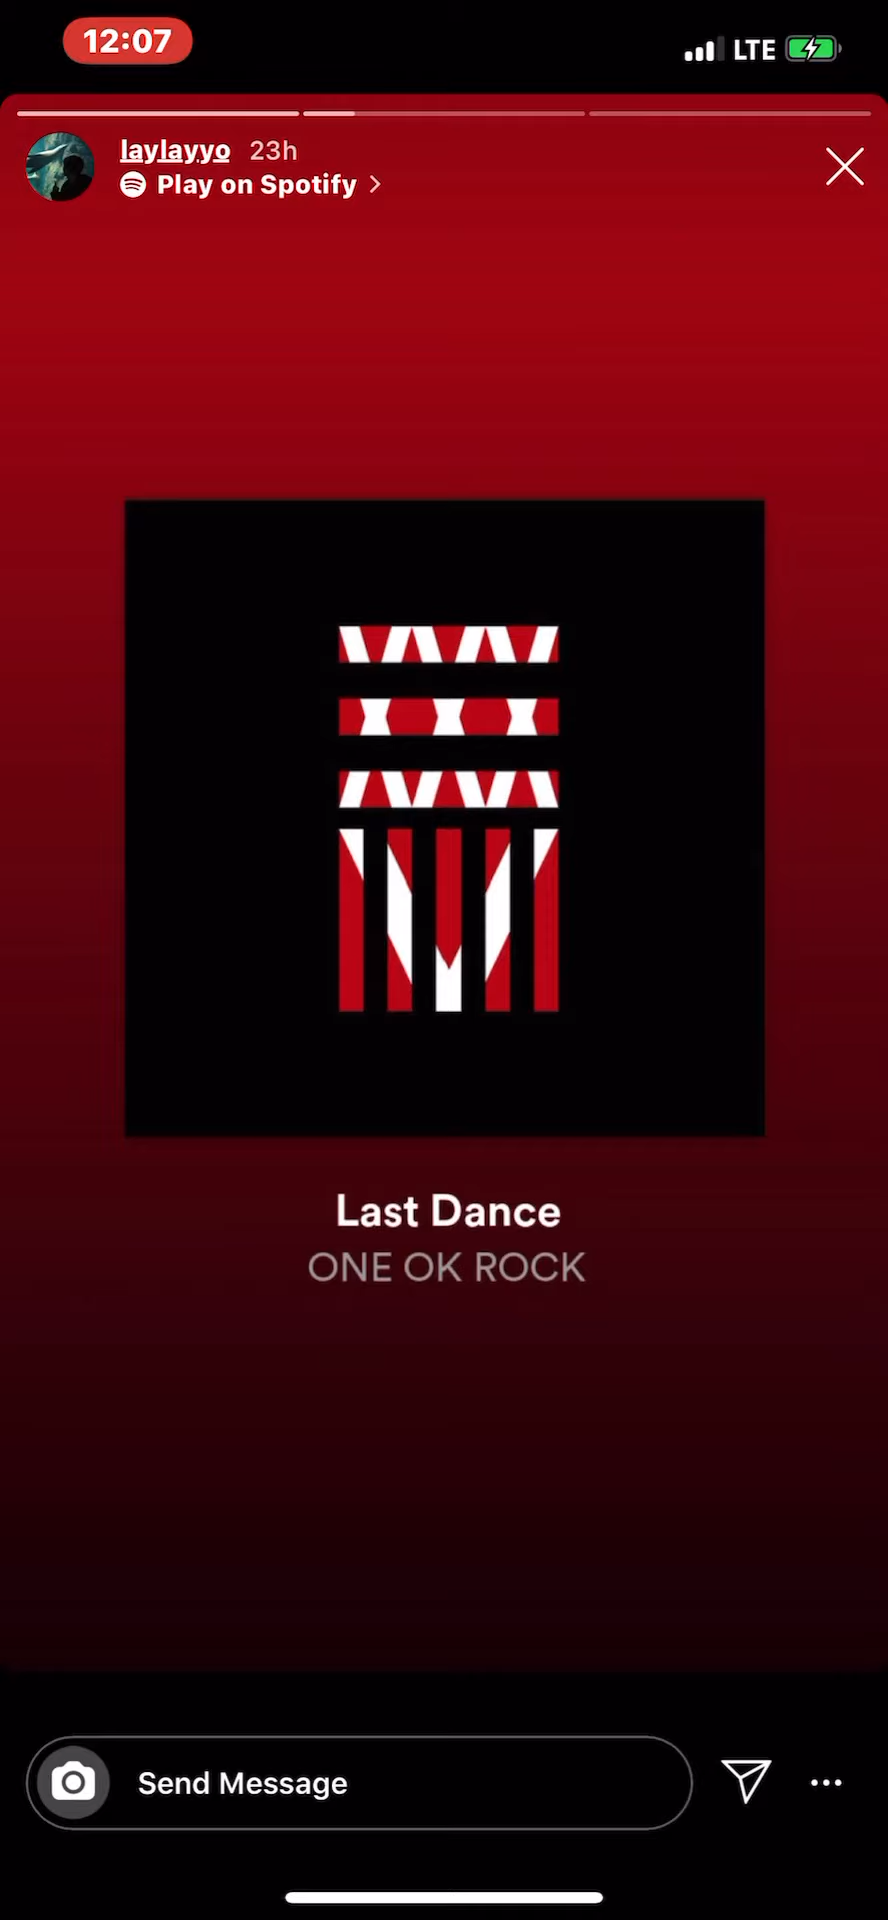 12:07
LTE
laylayyo 23h
Play on Spotify
Last Dance
ONE OK ROCK
Send Message